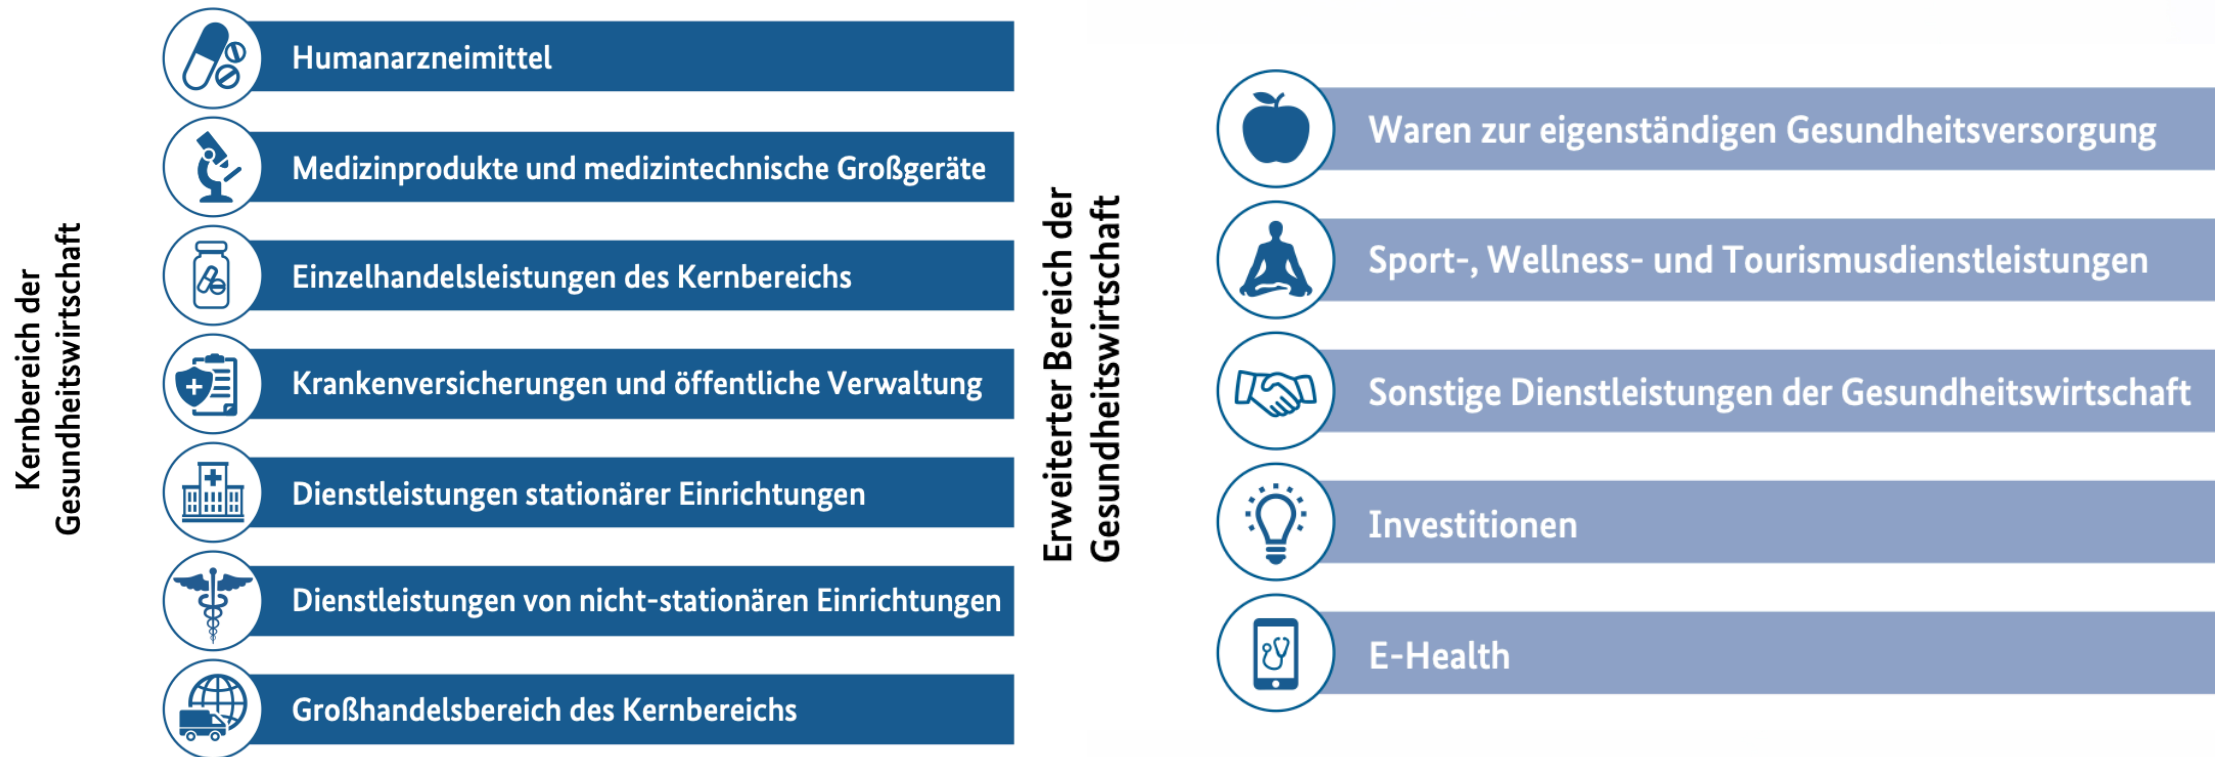 Kernbereich der
Gesundheitswirtschaft
Humanarzneimittel
Medizinprodukte und medizintechnische Großgeräte
Einzelhandelsleistungen des Kernbereichs
Krankenversicherungen und öffentliche Verwaltung
Dienstleistungen stationärer Einrichtungen
Dienstleistungen von nicht-stationären Einrichtungen
Großhandelsbereich des Kernbereichs
Erweiterter Bereich der
Gesundheitswirtschaft
Waren zur eigenständigen Gesundheitsversorgung
Sport-, Wellness- und Tourismusdienstleistungen
Sonstige Dienstleistungen der Gesundheitswirtschaft
Investitionen
E-Health